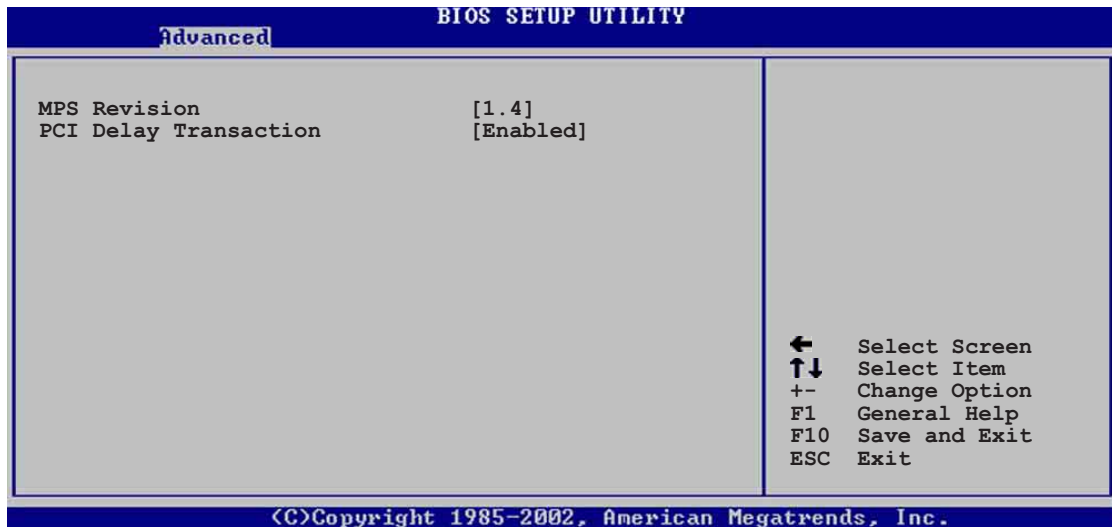 BIOS SETUP UTILITY
Advanced
MPS Revision [1.4]
PCI Delay Transaction [Enabled]
← Select Screen
↑↓ Select Item
+- Change Option
F1 General Help
F10 Save and Exit
ESC Exit
(C)Copyright 1985-2002, American Megatrends, Inc.